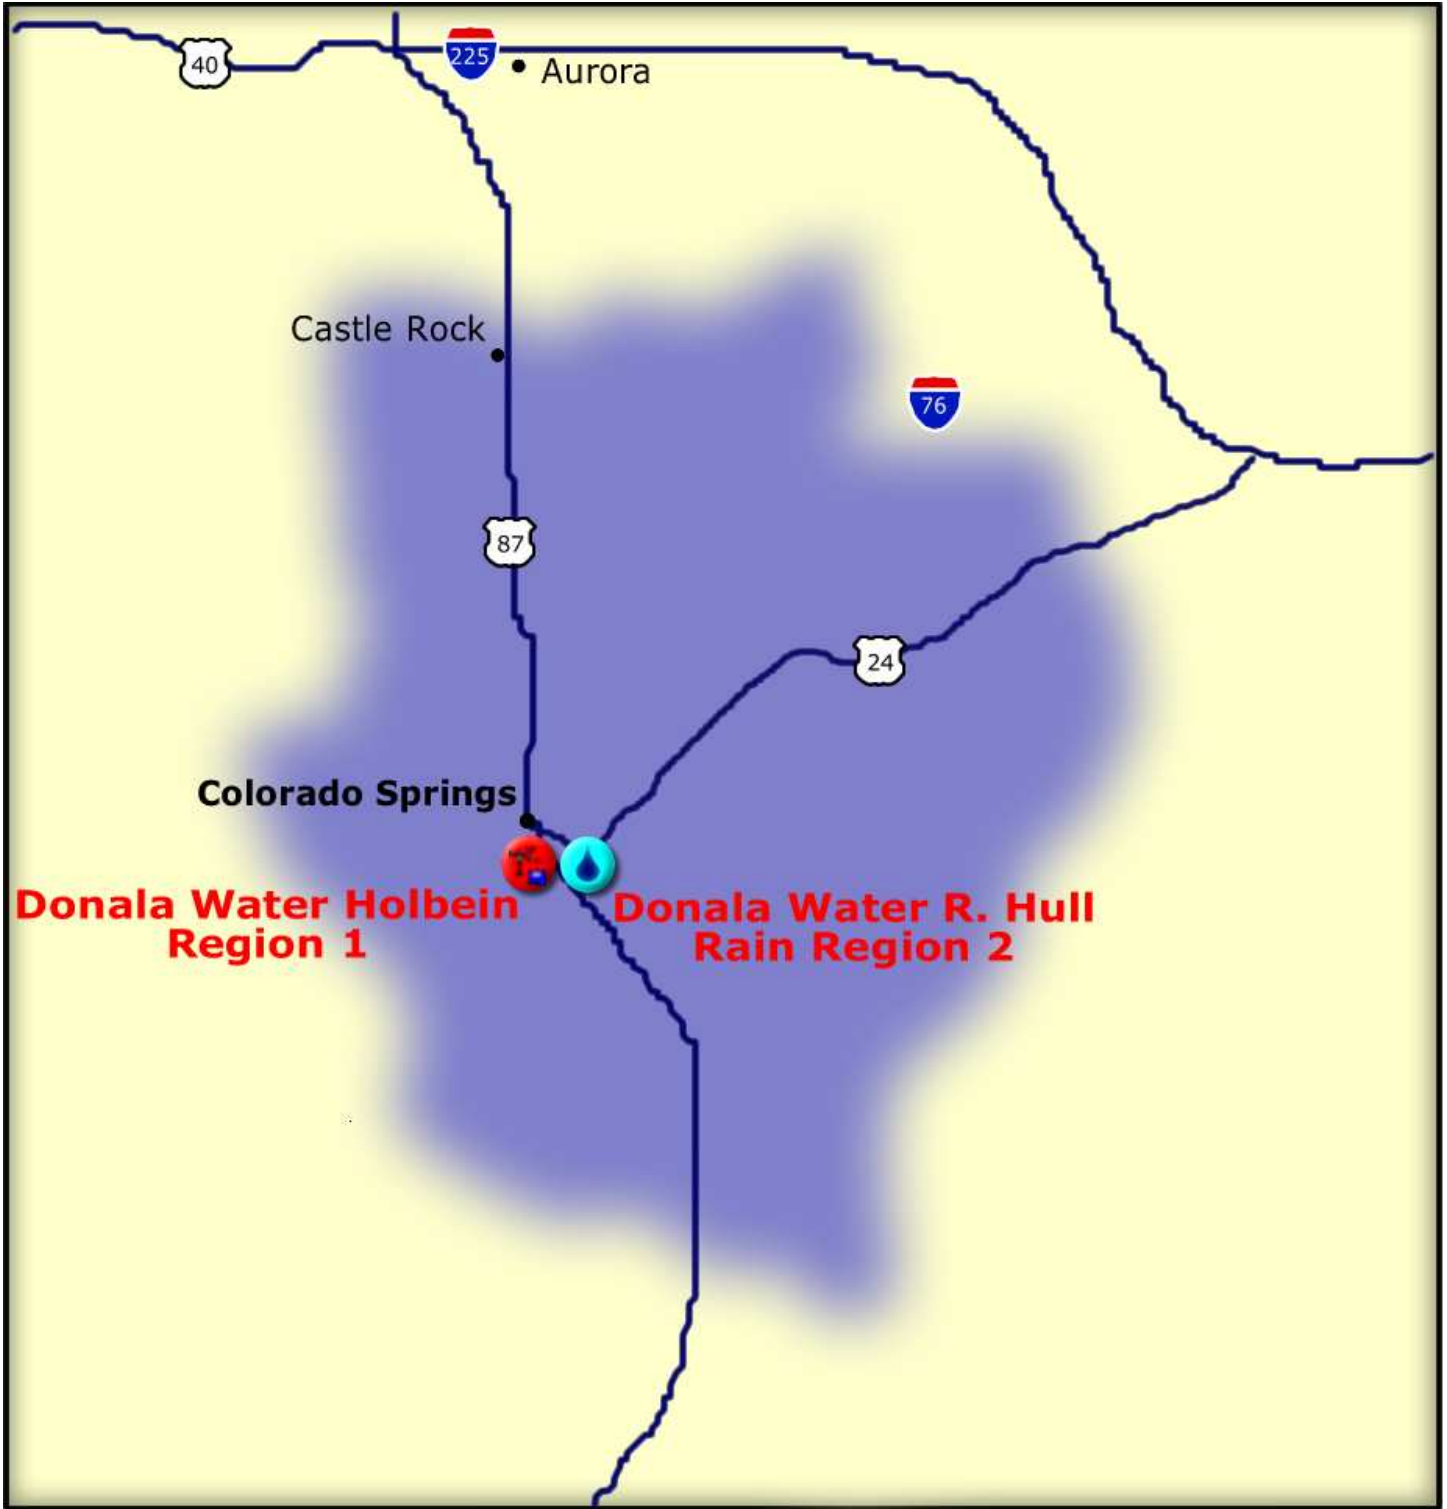 40
225
Aurora
Castle Rock
76
87
24
Colorado Springs
Donala Water Holbein
Region 1
Donala Water R. Hull
Rain Region 2